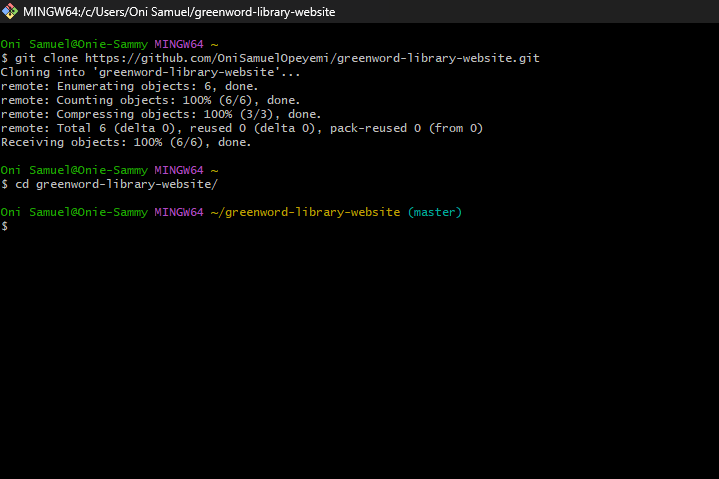 MINGW64:/c/Users/Oni Samuel/greenword-library-website
Oni Samuel@Onie-Sammy MINGW64 ~
$ git clone https://github.com/OniSamuelOpeyemi/greenword-library-website.git
Cloning into 'greenword-library-website'...
remote: Enumerating objects: 6, done.
remote: Counting objects: 100% (6/6), done.
remote: Compressing objects: 100% (3/3), done.
remote: Total 6 (delta 0), reused 0 (delta 0), pack-reused 0 (from 0)
Receiving objects: 100% (6/6), done.
Oni Samuel@Onie-Sammy MINGW64 ~
$ cd greenword-library-website/
Oni Samuel@Onie-Sammy MINGW64 ~/greenword-library-website (master)
$